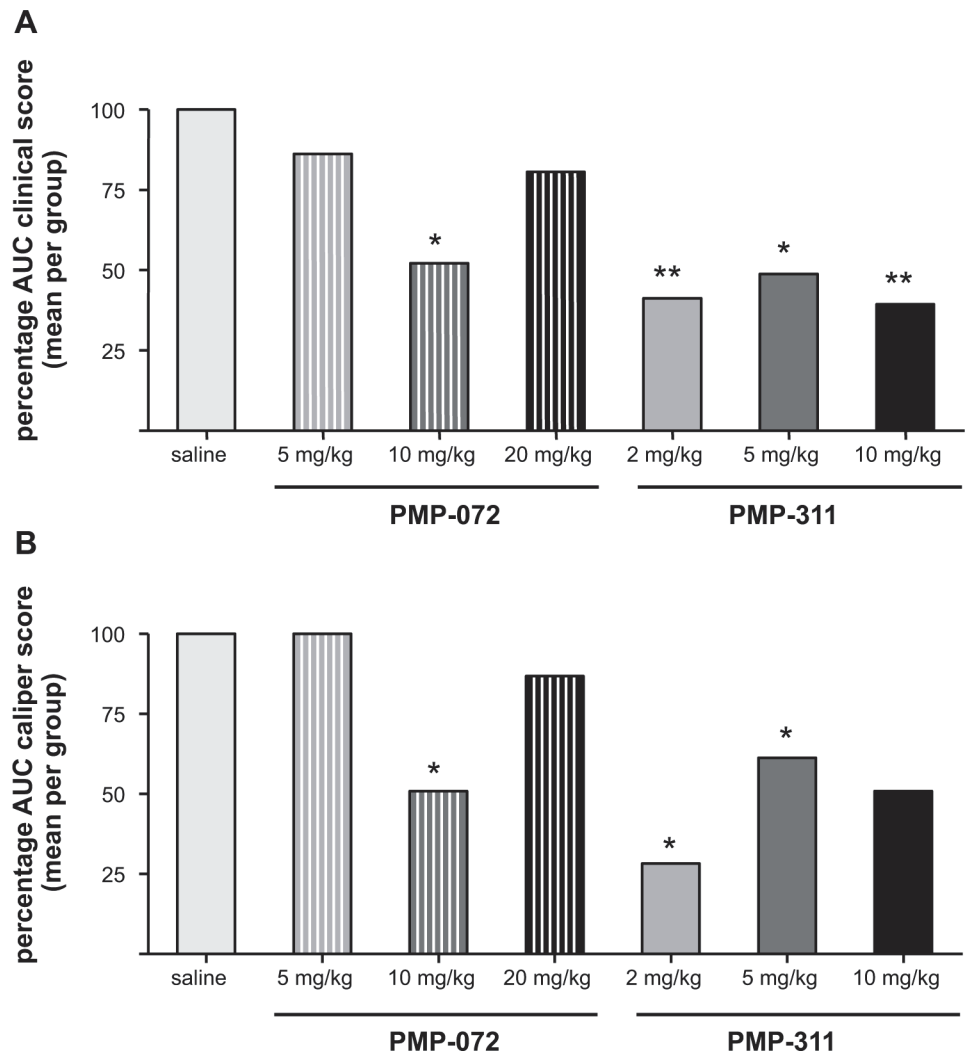 A
percentage AUC clinical score
(mean per group)
100
75
50
25
*
**
*
**
saline 5 mg/kg 10 mg/kg 20 mg/kg 2 mg/kg 5 mg/kg 10 mg/kg
PMP-072 PMP-311
B
percentage AUC caliper score
(mean per group)
100
75
50
25
*
*
*
saline 5 mg/kg 10 mg/kg 20 mg/kg 2 mg/kg 5 mg/kg 10 mg/kg
PMP-072 PMP-311